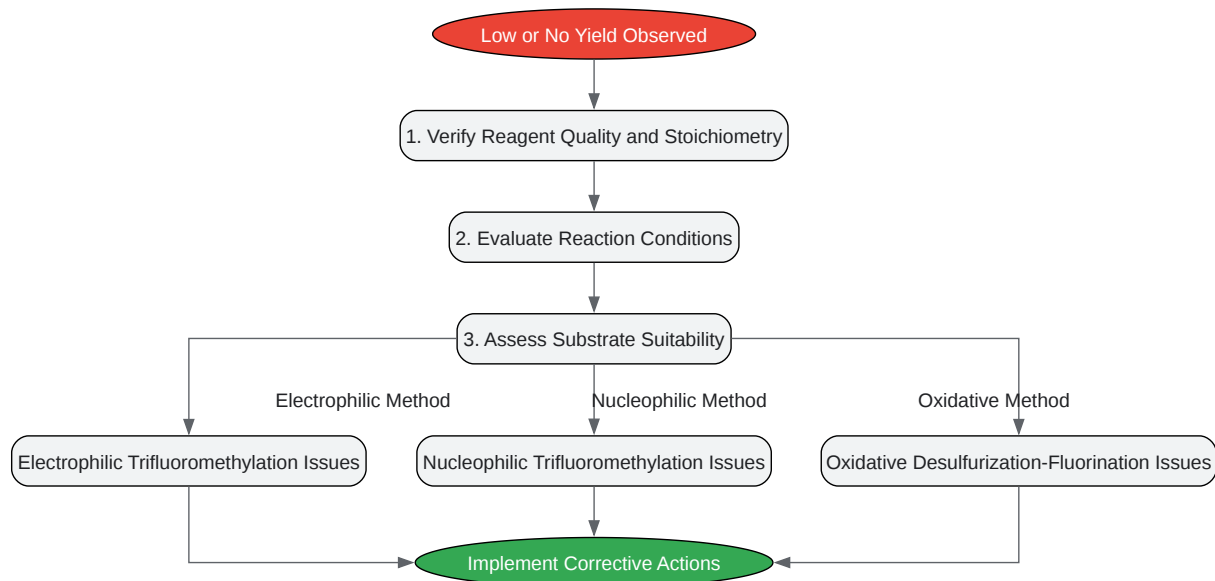 Low or No Yield Observed
1. Verify Reagent Quality and Stoichiometry
2. Evaluate Reaction Conditions
3. Assess Substrate Suitability
Electrophilic Method
Nucleophilic Method
Oxidative Method
Electrophilic Trifluoromethylation Issues
Nucleophilic Trifluoromethylation Issues
Oxidative Desulfurization-Fluorination Issues
Implement Corrective Actions